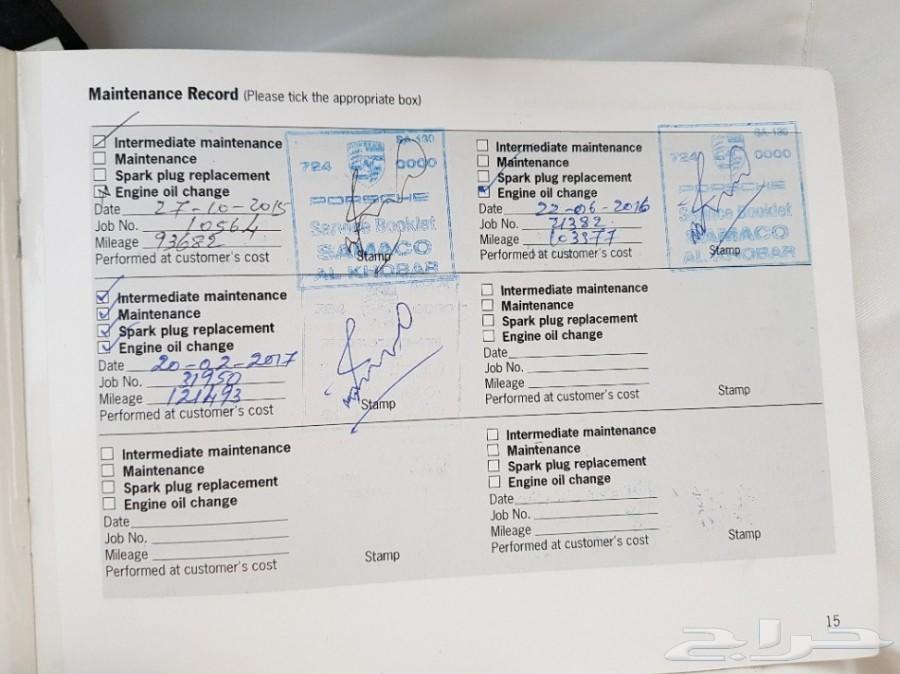 Maintenance Record (Please tick the appropriate box)
Intermediate maintenance
Maintenance
Spark plug replacement
Engine oil change
Date 27-10-2015
Job No. 10564
Mileage 93682
Performed at customer's cost
Stamp
SA-130
724 0000
PORSCHE
Service Booklet
SAMACO
AL KHOBAR
Intermediate maintenance
Maintenance
Spark plug replacement
Engine oil change
Date 22-06-2016
Job No. 21382
Mileage 103977
Performed at customer's cost
Stamp
SA-130
724 0000
PORSCHE
Service Booklet
SAMACO
AL KHOBAR
Intermediate maintenance
Maintenance
Spark plug replacement
Engine oil change
Date 20-02-2017
Job No. 31950
Mileage 121493
Performed at customer's cost
Stamp
Intermediate maintenance
Maintenance
Spark plug replacement
Engine oil change
Date
Job No.
Mileage
Performed at customer's cost
Stamp
Intermediate maintenance
Maintenance
Spark plug replacement
Engine oil change
Date
Job No.
Mileage
Performed at customer's cost
Stamp
Intermediate maintenance
Maintenance
Spark plug replacement
Engine oil change
Date
Job No.
Mileage
Performed at customer's cost
Stamp
15
حراج